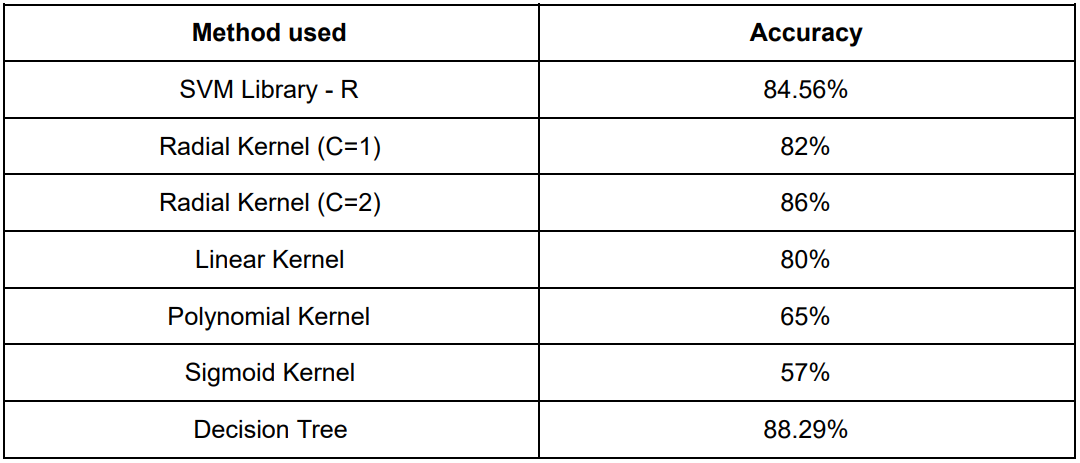 Method used Accuracy
SVM Library - R 84.56%
Radial Kernel (C=1) 82%
Radial Kernel (C=2) 86%
Linear Kernel 80%
Polynomial Kernel 65%
Sigmoid Kernel 57%
Decision Tree 88.29%